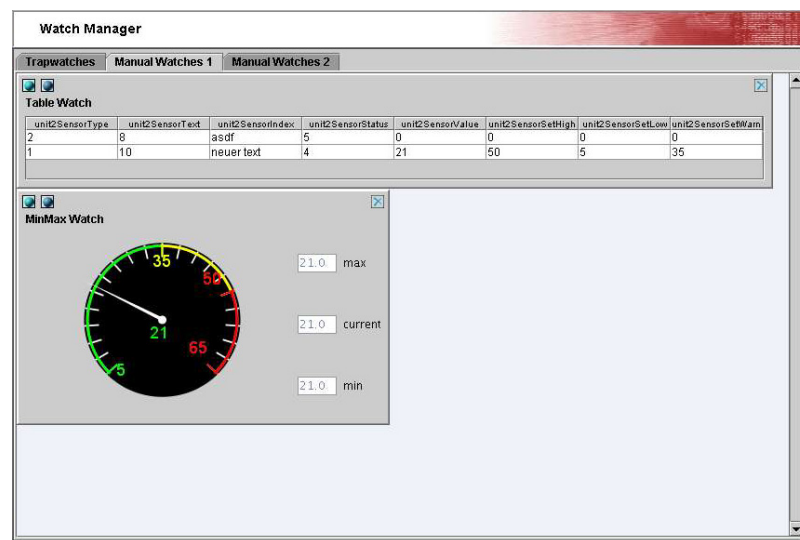 Watch Manager
Trapwatches Manual Watches 1 Manual Watches 2
Table Watch
unit2SensorType unit2SensorText unit2SensorIndex unit2SensorStatus unit2SensorValue unit2SensorSetHigh unit2SensorSetLow unit2SensorSetWarn
2 8 asdf 5 0 0 0 0
1 10 neuer text 4 21 50 5 35
MinMax Watch
35
50
21
65
5
21.0 max
21.0 current
21.0 min